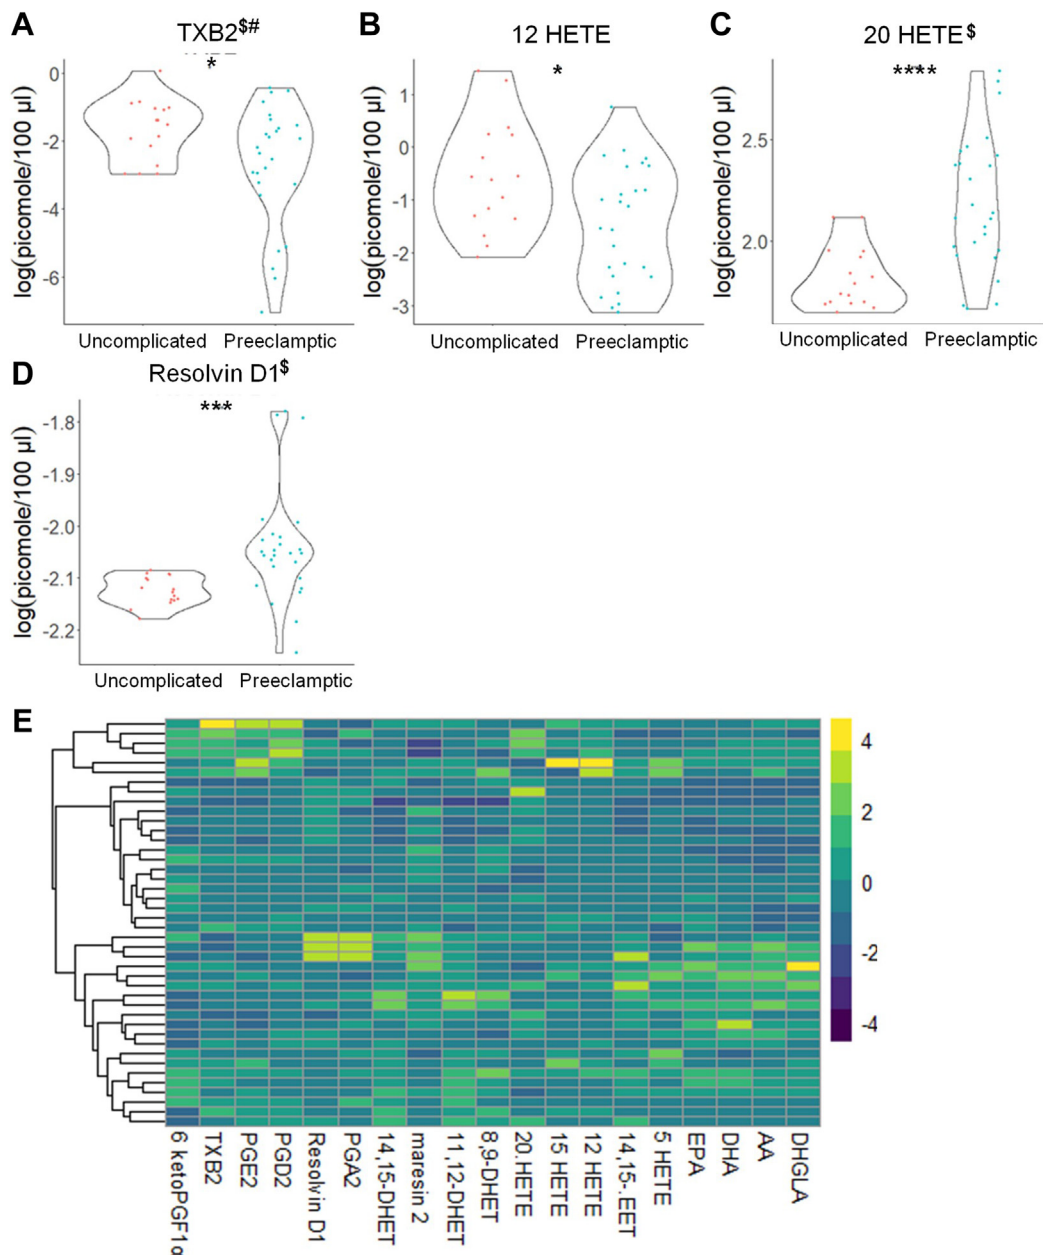 A
TXB2$#
*
log(picomole/100 µl)
0
-2
-4
-6
Uncomplicated
Preeclamptic
B
12 HETE
*
log(picomole/100 µl)
1
0
-1
-2
-3
Uncomplicated
Preeclamptic
C
20 HETE$
****
log(picomole/100 µl)
2.5
2.0
Uncomplicated
Preeclamptic
D
Resolvin D1$
***
log(picomole/100 µl)
-1.8
-1.9
-2.0
-2.1
-2.2
Uncomplicated
Preeclamptic
E
4
2
0
-2
-4
6 ketoPGF1α
TXB2
PGE2
PGD2
Resolvin D1
PGA2
14,15-DHET
maresin 2
11,12-DHET
8,9-DHET
20.HETE
15 HETE
12 HETE
14,15-.EET
5 HETE
EPA
DHA
AA
DHGLA